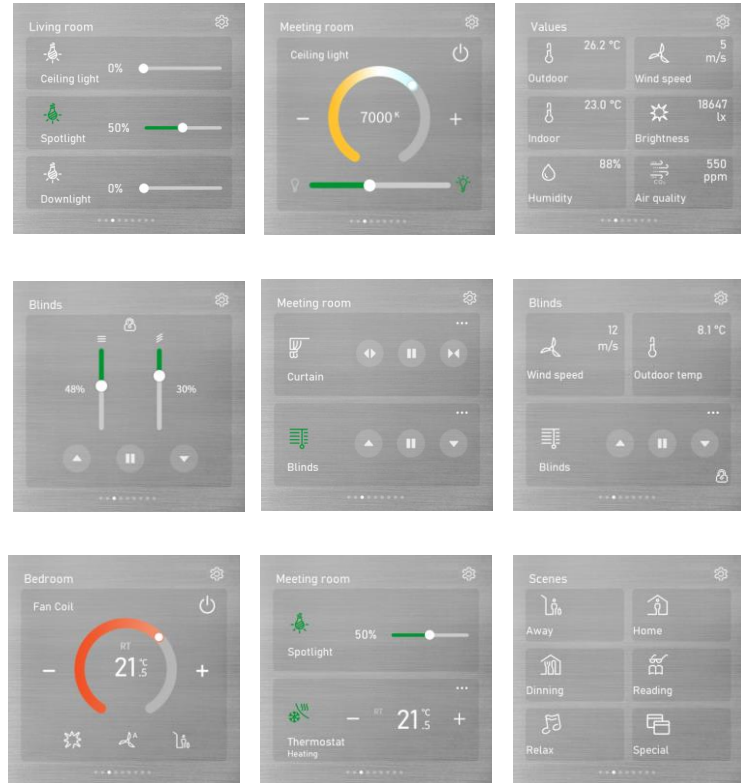 Living room
Ceiling light
0%
Spotlight
50%
Downlight
0%
Meeting room
Ceiling light
7000 K
Values
26.2 °C
Outdoor
5
m/s
Wind speed
23.0 °C
Indoor
18647
lx
Brightness
88%
Humidity
CO₂
550
ppm
Air quality
Blinds
48%
30%
Meeting room
Curtain
Blinds
Blinds
12
m/s
Wind speed
8.1 °C
Outdoor temp
Blinds
Bedroom
Fan Coil
RT
21.5 °C
A
Meeting room
Spotlight
50%
Thermostat
Heating
RT
21.5 °C
Scenes
Away
Home
Dinning
Reading
Relax
Special